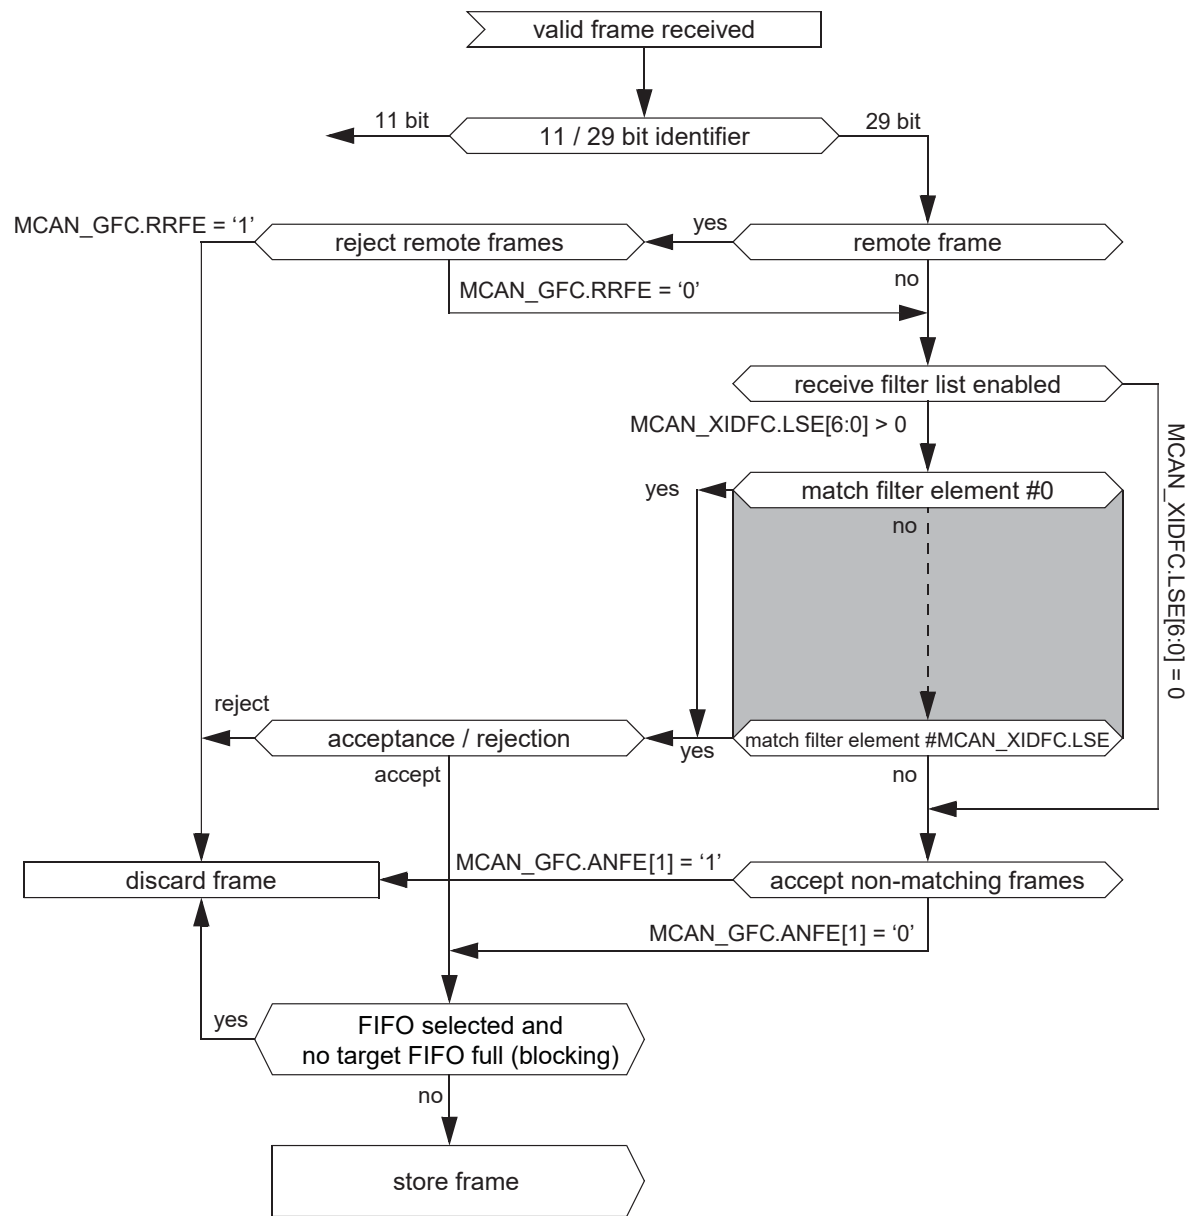 valid frame received
11 bit
11 / 29 bit identifier
29 bit
MCAN_GFC.RRFE = ‘1’
reject remote frames
yes
remote frame
MCAN_GFC.RRFE = ‘0’
no
receive filter list enabled
MCAN_XIDFC.LSE[6:0] > 0
MCAN_XIDFC.LSE[6:0] = 0
yes
match filter element #0
no
reject
acceptance / rejection
yes
match filter element #MCAN_XIDFC.LSE
accept
no
discard frame
MCAN_GFC.ANFE[1] = ‘1’
accept non-matching frames
MCAN_GFC.ANFE[1] = ‘0’
yes
FIFO selected and
no target FIFO full (blocking)
no
store frame